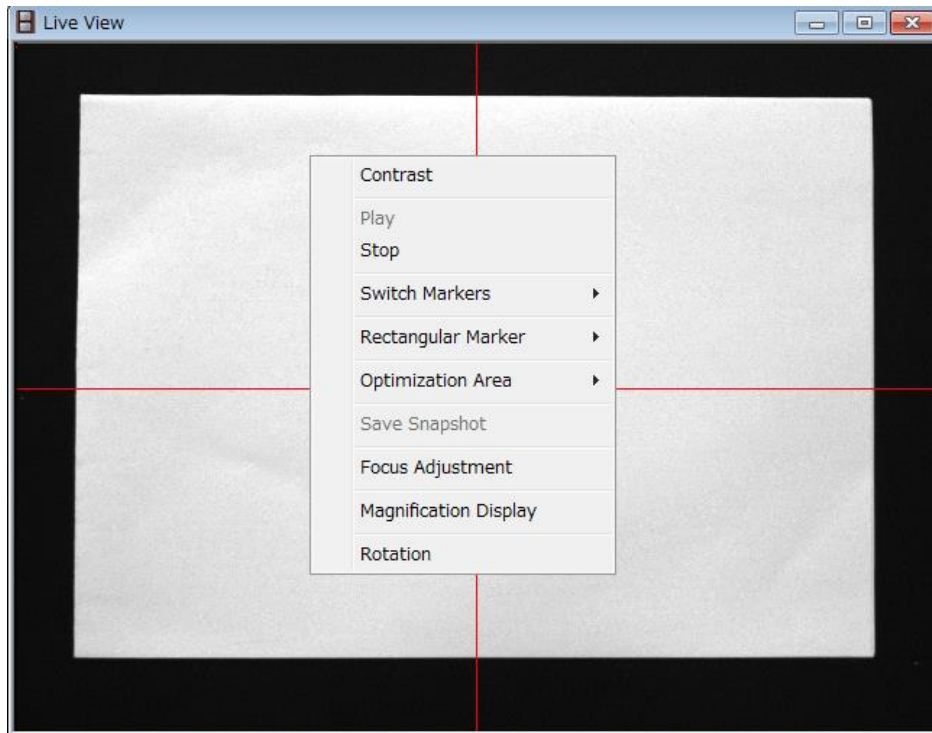 Live View
Contrast
Play
Stop
Switch Markers
Rectangular Marker
Optimization Area
Save Snapshot
Focus Adjustment
Magnification Display
Rotation